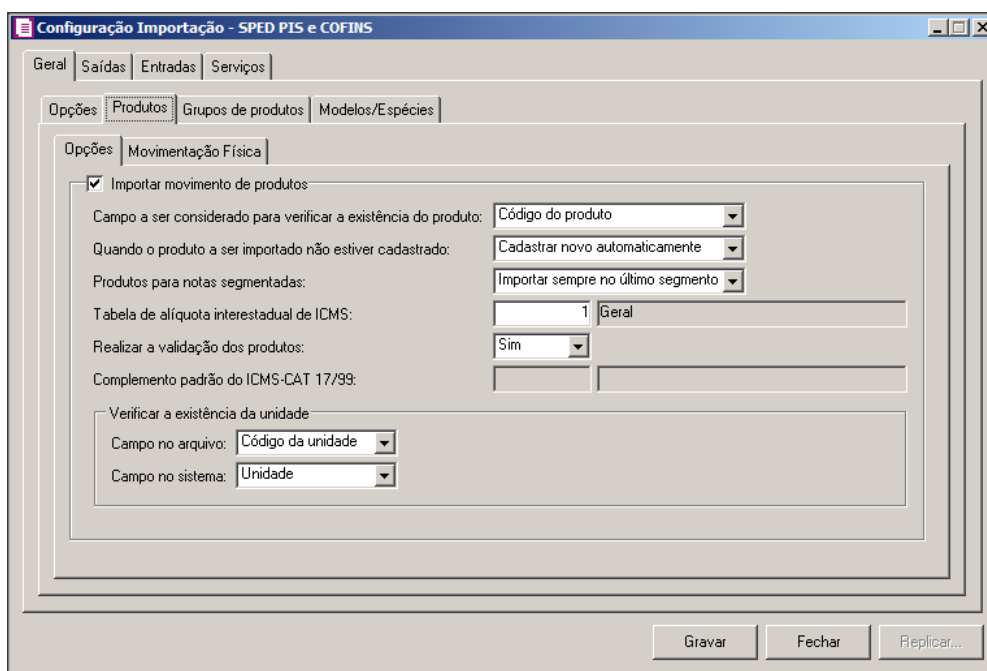 Configuração Importação - SPED PIS e COFINS
Geral Saídas Entradas Serviços
Opções Produtos Grupos de produtos Modelos/Espécies
Opções Movimentação Física
Importar movimento de produtos
Campo a ser considerado para verificar a existência do produto: Código do produto
Quando o produto a ser importado não estiver cadastrado: Cadastrar novo automaticamente
Produtos para notas segmentadas: Importar sempre no último segmento
Tabela de alíquota interestadual de ICMS: 1 Geral
Realizar a validação dos produtos: Sim
Complemento padrão do ICMS-CAT 17/99:
Verificar a existência da unidade
Campo no arquivo: Código da unidade
Campo no sistema: Unidade
Gravar Fechar Replicar...